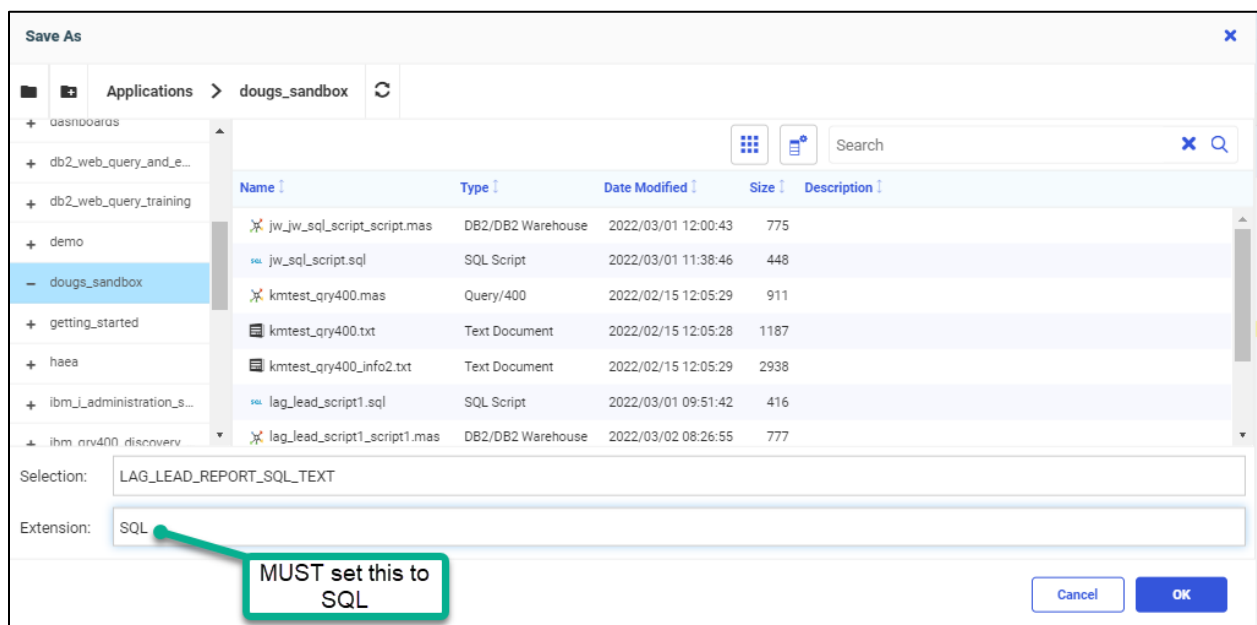 Save As
Applications > dougs_sandbox
dashboards
db2_web_query_and_e...
db2_web_query_training
demo
dougs_sandbox
getting_started
haea
ibm_i_administration_s...
ibm_qry400_discovery
Search
Name Type Date Modified Size Description
jw_jw_sql_script_script.mas DB2/DB2 Warehouse 2022/03/01 12:00:43 775
SQL jw_sql_script.sql SQL Script 2022/03/01 11:38:46 448
kmtest_qry400.mas Query/400 2022/02/15 12:05:29 911
kmtest_qry400.txt Text Document 2022/02/15 12:05:28 1187
kmtest_qry400_info2.txt Text Document 2022/02/15 12:05:29 2938
SQL lag_lead_script1.sql SQL Script 2022/03/01 09:51:42 416
lag_lead_script1_script1.mas DB2/DB2 Warehouse 2022/03/02 08:26:55 777
Selection: LAG_LEAD_REPORT_SQL_TEXT
Extension: SQL
MUST set this to
SQL
Cancel OK